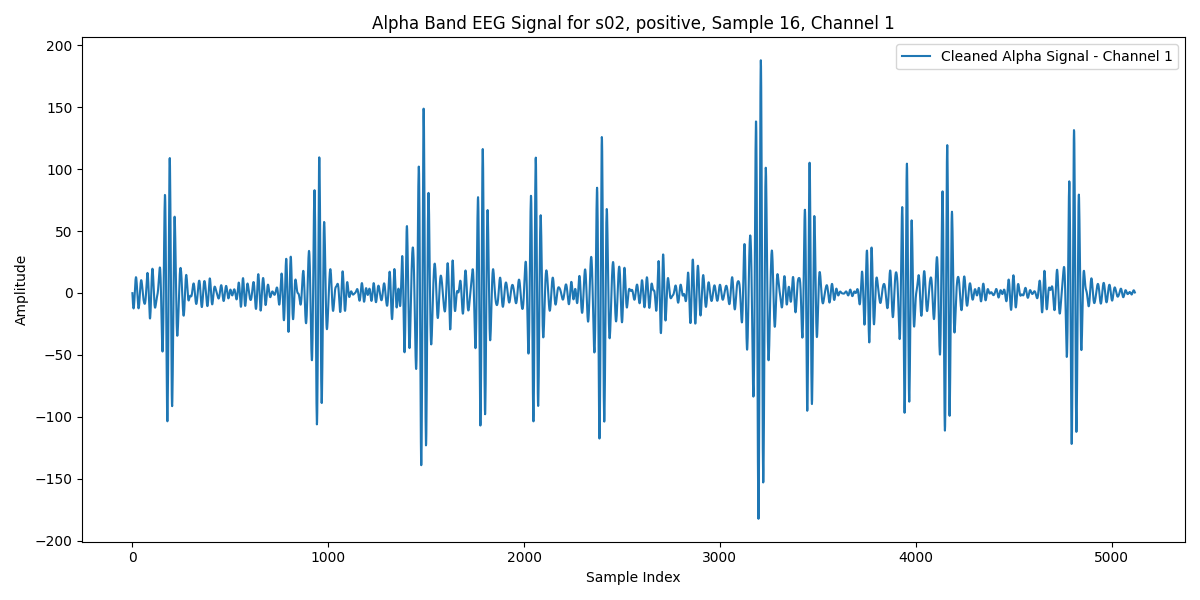 Alpha Band EEG Signal for s02, positive, Sample 16, Channel 1
Cleaned Alpha Signal - Channel 1
Amplitude
200
150
100
50
0
−50
−100
−150
−200
0 1000 2000 3000 4000 5000
Sample Index